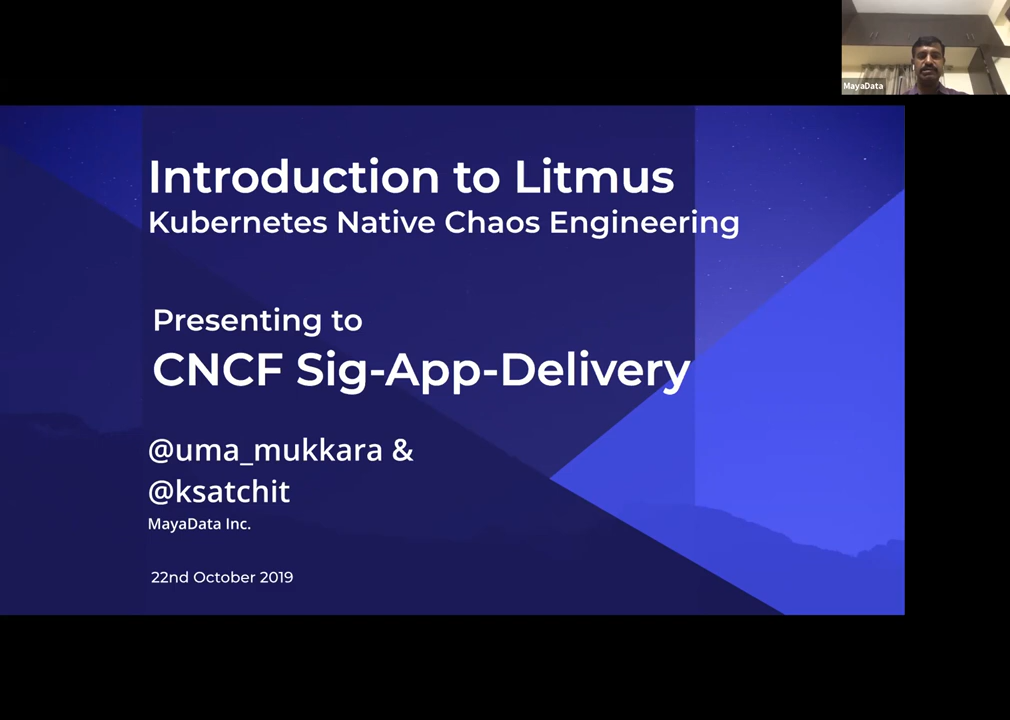 MayaData
Introduction to Litmus
Kubernetes Native Chaos Engineering
Presenting to
CNCF Sig-App-Delivery
@uma_mukkara &
@ksatchit
MayaData Inc.
22nd October 2019